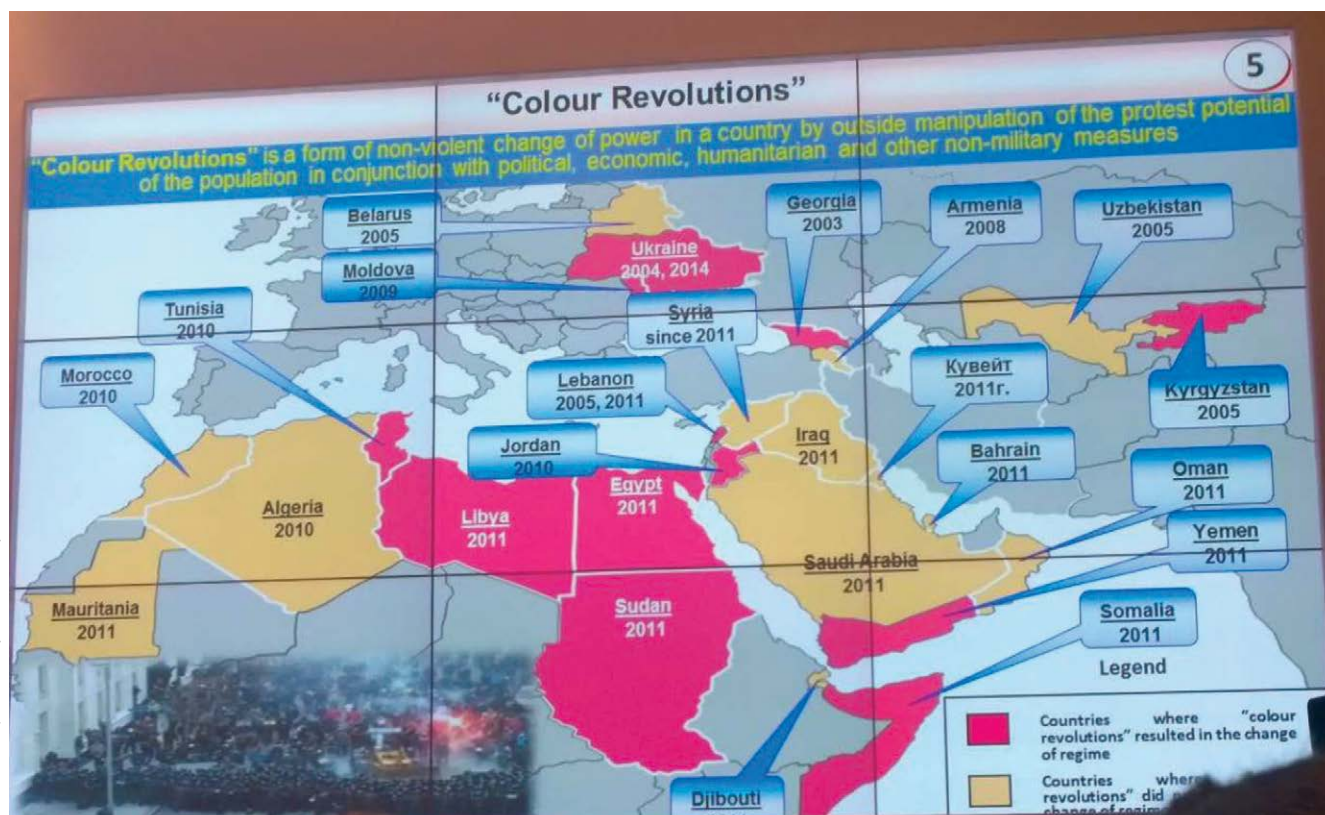 5
"Colour Revolutions"
"Colour Revolutions" is a form of non-violent change of power in a country by outside manipulation of the protest potential
of the population in conjunction with political, economic, humanitarian and other non-military measures
Belarus
2005
Ukraine
2004, 2014
Georgia
2003
Armenia
2008
Uzbekistan
2005
Moldova
2009
Tunisia
2010
Syria
since 2011
Morocco
2010
Lebanon
2005, 2011
Кувейт
2011г.
Kyrgyzstan
2005
Jordan
2010
Iraq
2011
Bahrain
2011
Oman
2011
Algeria
2010
Libya
2011
Egypt
2011
Saudi Arabia
2011
Yemen
2011
Mauritania
2011
Sudan
2011
Somalia
2011
Djibouti
Legend
Countries where "colour
revolutions" resulted in the change
of regime
Countries
revolutions" did
change of regime